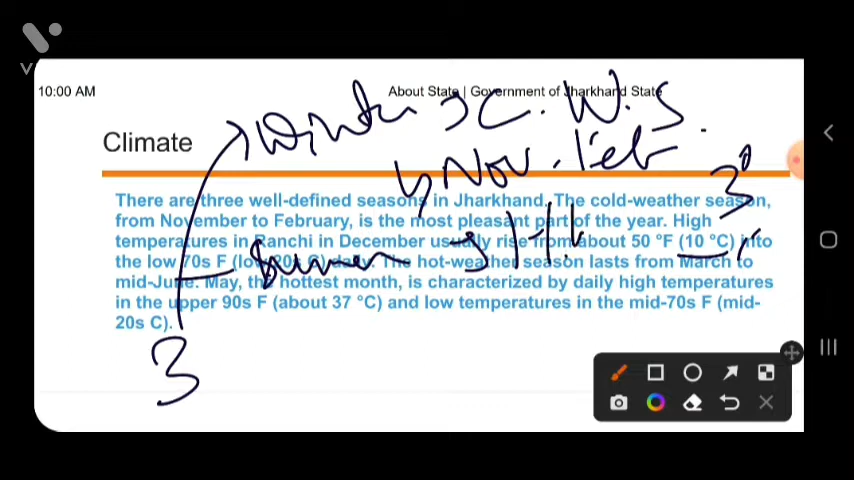 10:00 AM About State | Government of Jharkhand State
Winter → C. W. S.
Climate
Nov. Feb
There are three well-defined seasons in Jharkhand. The cold-weather season,
from November to February, is the most pleasant part of the year. High
temperatures in Ranchi in December usually rise from about 50 °F (10 °C) into
the low 70s F (low 20s C) daily. The hot-weather season lasts from March to
mid-June. May, the hottest month, is characterized by daily high temperatures
in the upper 90s F (about 37 °C) and low temperatures in the mid-70s F (mid-
20s C).
3